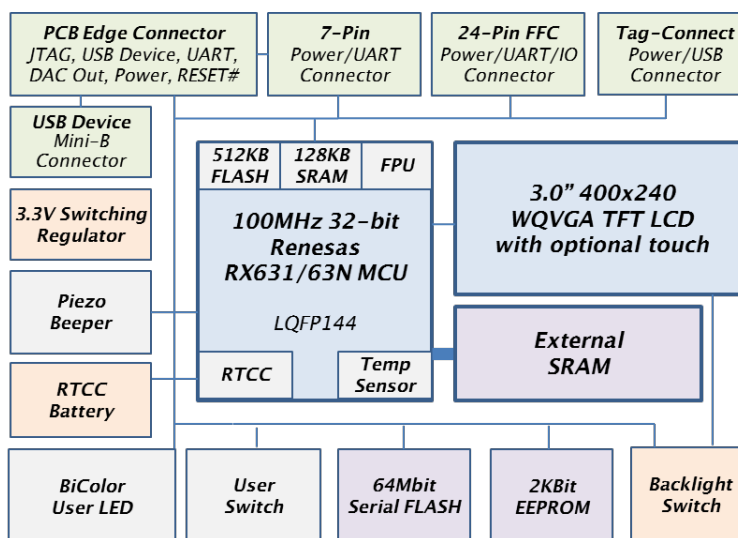 PCB Edge Connector
JTAG, USB Device, UART,
DAC Out, Power, RESET#
7-Pin
Power/UART
Connector
24-Pin FFC
Power/UART/IO
Connector
Tag-Connect
Power/USB
Connector
USB Device
Mini-B
Connector
512KB
FLASH
128KB
SRAM
FPU
3.3V Switching
Regulator
100MHz 32-bit
Renesas
RX631/63N MCU
LQFP144
3.0” 400x240
WQVGA TFT LCD
with optional touch
Piezo
Beeper
RTCC
Temp
Sensor
External
SRAM
RTCC
Battery
BiColor
User LED
User
Switch
64Mbit
Serial FLASH
2KBit
EEPROM
Backlight
Switch